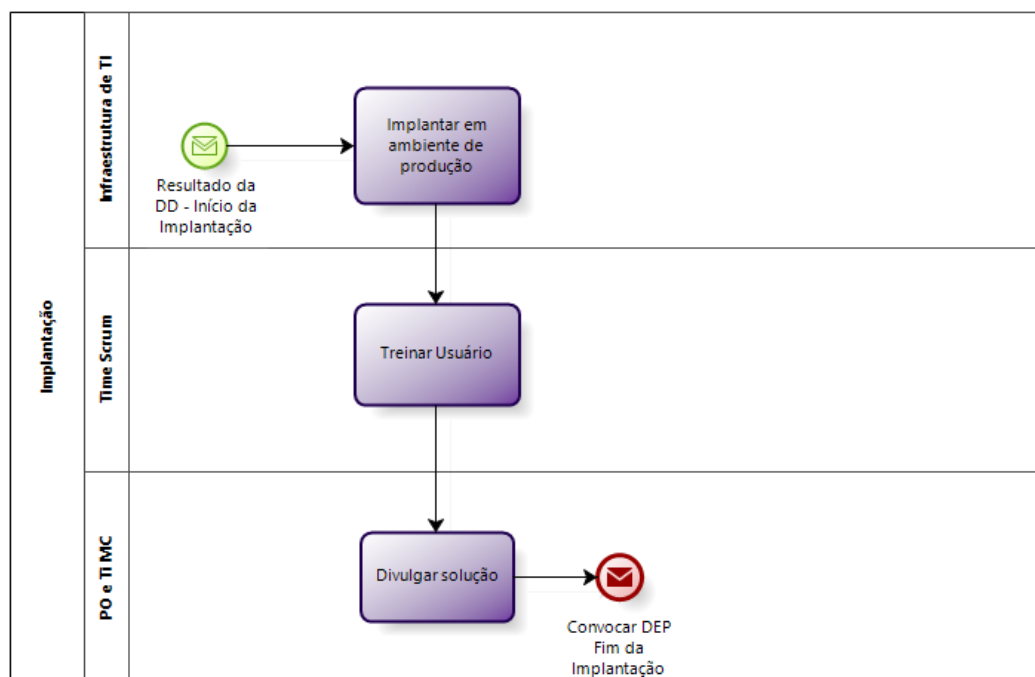 Implantação
Infraestrutura de TI
Resultado da
DD - Início da
Implantação
Implantar em
ambiente de
produção
Time Scrum
Treinar Usuário
PO e TI MC
Divulgar solução
Convocar DEP
Fim da
Implantação